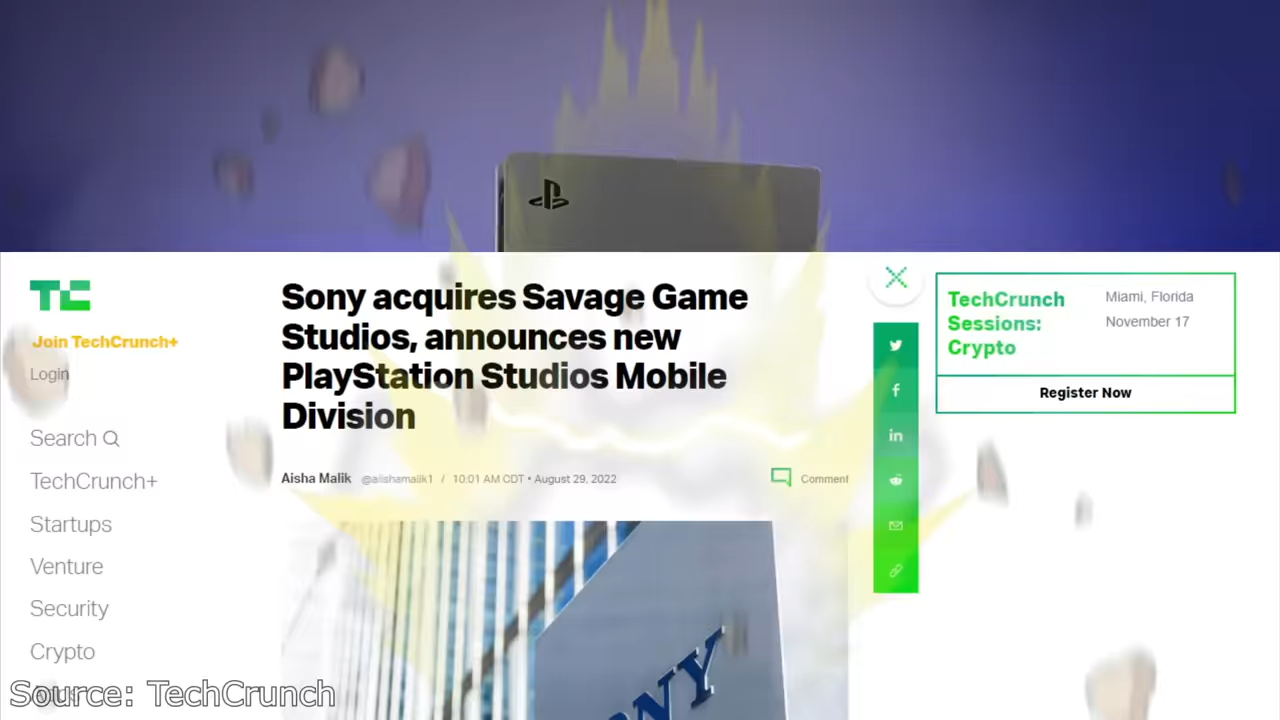 TC
Join TechCrunch+
Login
Search
TechCrunch+
Startups
Venture
Security
Crypto
Sony acquires Savage Game
Studios, announces new
PlayStation Studios Mobile
Division
Aisha Malik @aiishamalik1 / 10:01 AM CDT • August 29, 2022
Comment
TechCrunch
Sessions:
Crypto
Miami, Florida
November 17
Register Now
SONY
Source: TechCrunch